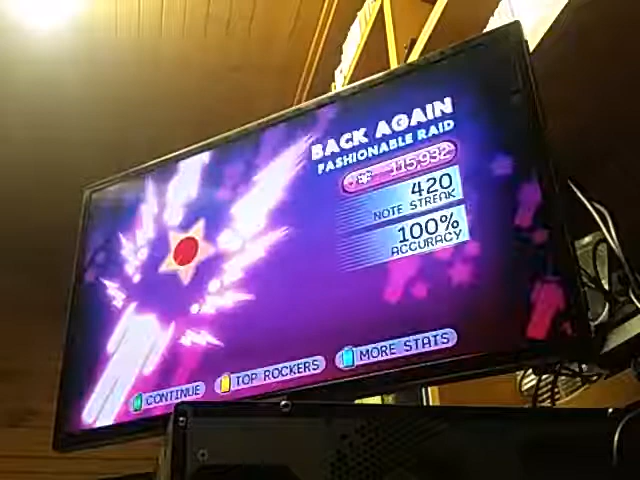 BACK AGAIN
FASHIONABLE RAID
115,932
420
NOTE STREAK
100%
ACCURACY
CONTINUE
TOP ROCKERS
MORE STATS